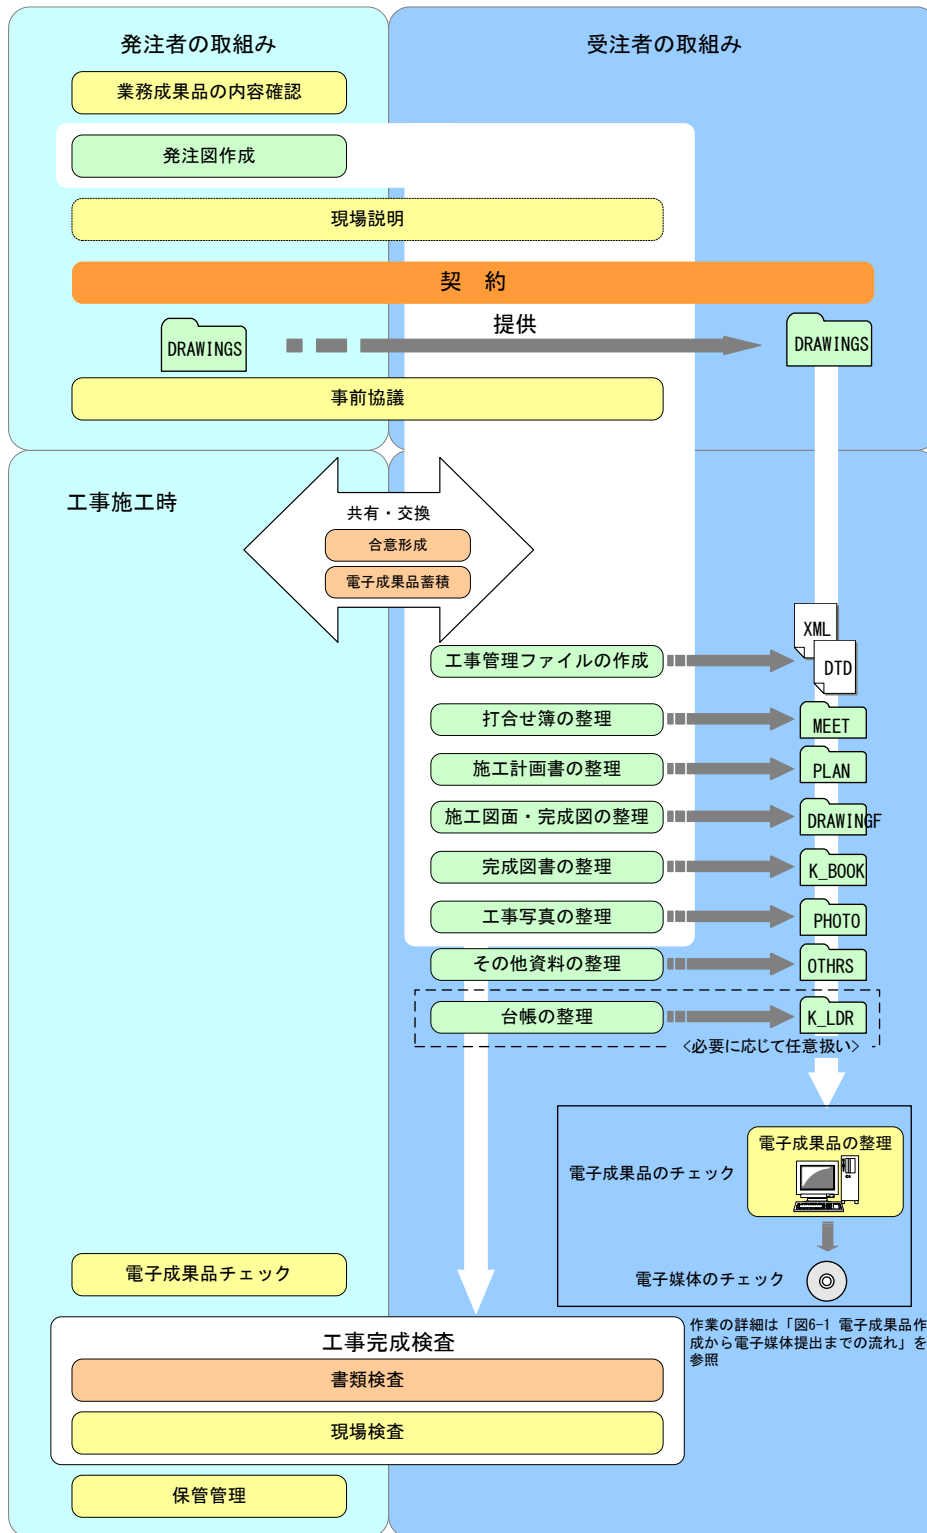 発注者の取組み
受注者の取組み
業務成果品の内容確認
発注図作成
現場説明
契　約
提供
DRAWINGS
DRAWINGS
事前協議
工事施工時
共有・交換
合意形成
電子成果品蓄積
XML
工事管理ファイルの作成
DTD
打合せ簿の整理
MEET
施工計画書の整理
PLAN
施工図面・完成図の整理
DRAWINGF
完成図書の整理
K_BOOK
工事写真の整理
PHOTO
その他資料の整理
OTHRS
台帳の整理
K_LDR
<必要に応じて任意扱い>
電子成果品の整理
電子成果品のチェック
電子媒体のチェック
電子成果品チェック
作業の詳細は「図6-1 電子成果品作
成から電子媒体提出までの流れ」を
参照
工事完成検査
書類検査
現場検査
保管管理